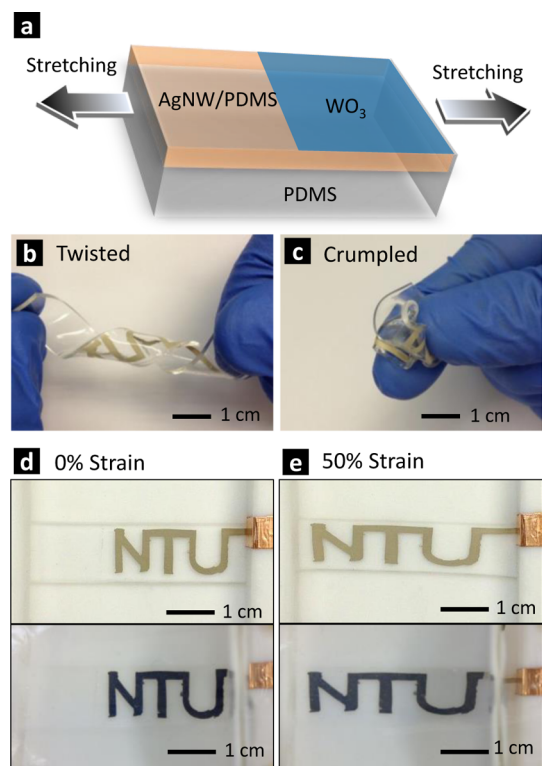 a
Stretching
Stretching
AgNW/PDMS
WO₃
PDMS
b Twisted
c Crumpled
1 cm
1 cm
d 0% Strain
e 50% Strain
NTU
NTU
1 cm
1 cm
NTU
NTU
1 cm
1 cm